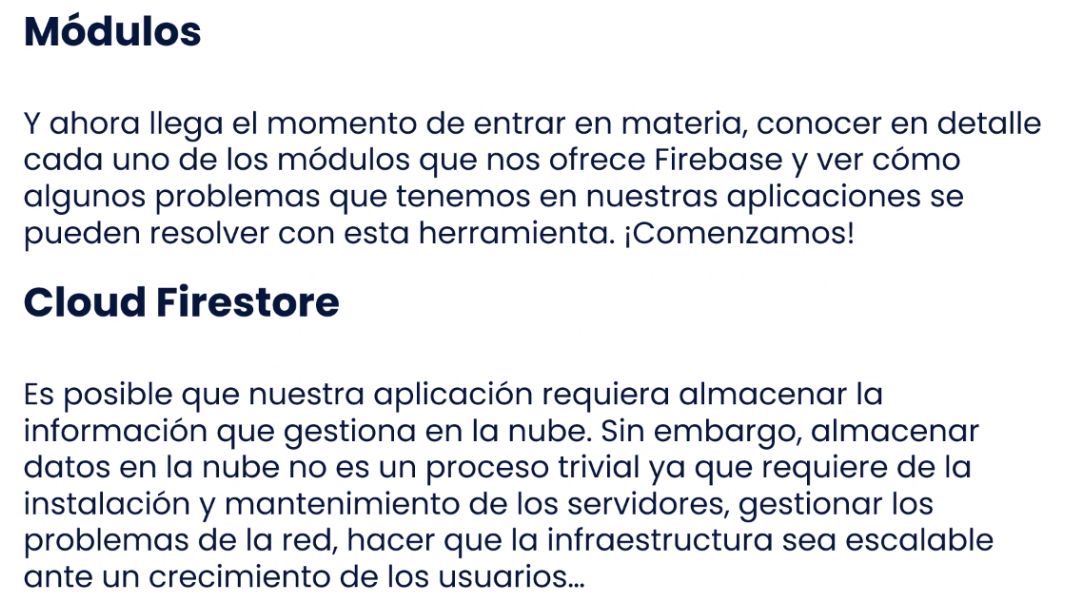 Módulos
Y ahora llega el momento de entrar en materia, conocer en detalle
cada uno de los módulos que nos ofrece Firebase y ver cómo
algunos problemas que tenemos en nuestras aplicaciones se
pueden resolver con esta herramienta. ¡Comenzamos!
Cloud Firestore
Es posible que nuestra aplicación requiera almacenar la
información que gestiona en la nube. Sin embargo, almacenar
datos en la nube no es un proceso trivial ya que requiere de la
instalación y mantenimiento de los servidores, gestionar los
problemas de la red, hacer que la infraestructura sea escalable
ante un crecimiento de los usuarios…